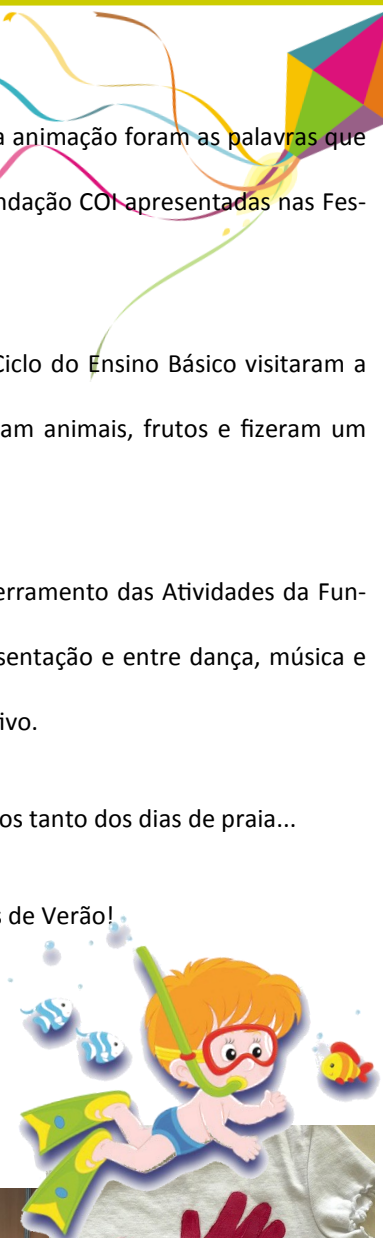 a animação foram as palavras que
ndação COI apresentadas nas Fes-
Ciclo do Ensino Básico visitaram a
am animais, frutos e fizeram um
erramento das Atividades da Fun-
sentação e entre dança, música e
ivo.
os tanto dos dias de praia...
s de Verão!